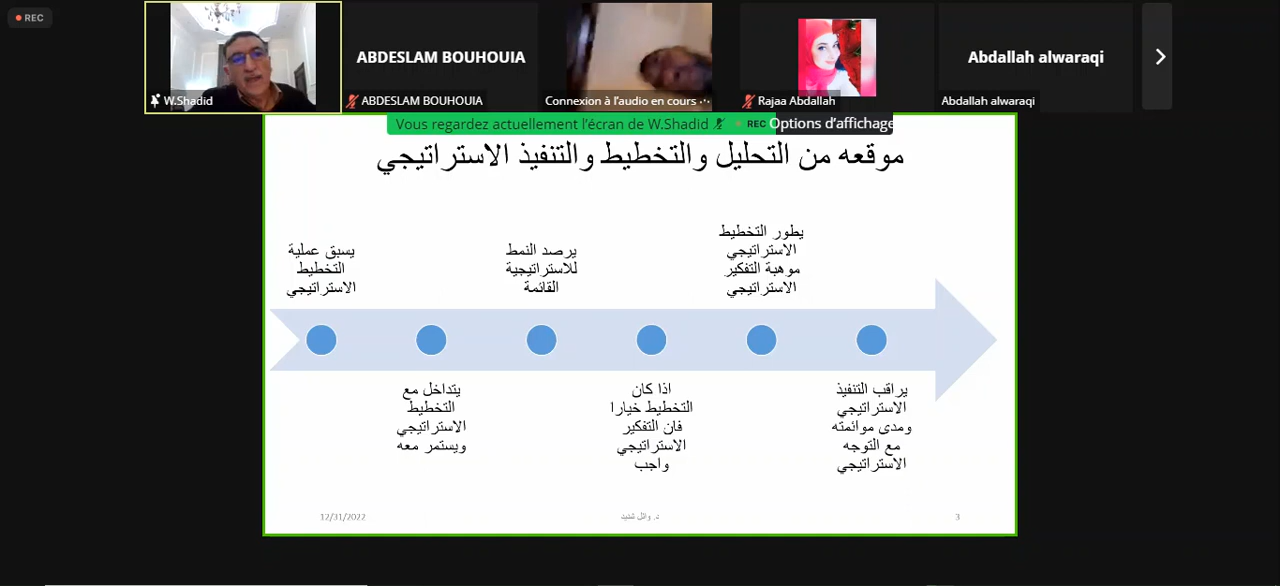 REC
ABDESLAM BOUHOUIA
Abdallah alwaraqi
W.Shadid
ABDESLAM BOUHOUIA
Connexion à l'audio en cours ...
Rajaa Abdallah
Abdallah alwaraqi
Vous regardez actuellement l'écran de W.Shadid
REC
Options d'affichage
موقعه من التحليل والتخطيط والتنفيذ الاستراتيجي
يسبق عملية
التخطيط
الاستراتيجي
يتداخل مع
التخطيط
الاستراتيجي
ويستمر معه
يرصد النمط
للاستراتيجية
القائمة
اذا كان
التخطيط خيارا
فان التفكير
الاستراتيجي
واجب
يطور التخطيط
الاستراتيجي
موهبة التفكير
الاستراتيجي
يراقب التنفيذ
الاستراتيجي
ومدى موائمته
مع التوجه
الاستراتيجي
12/31/2022
د. وائل شديد
3